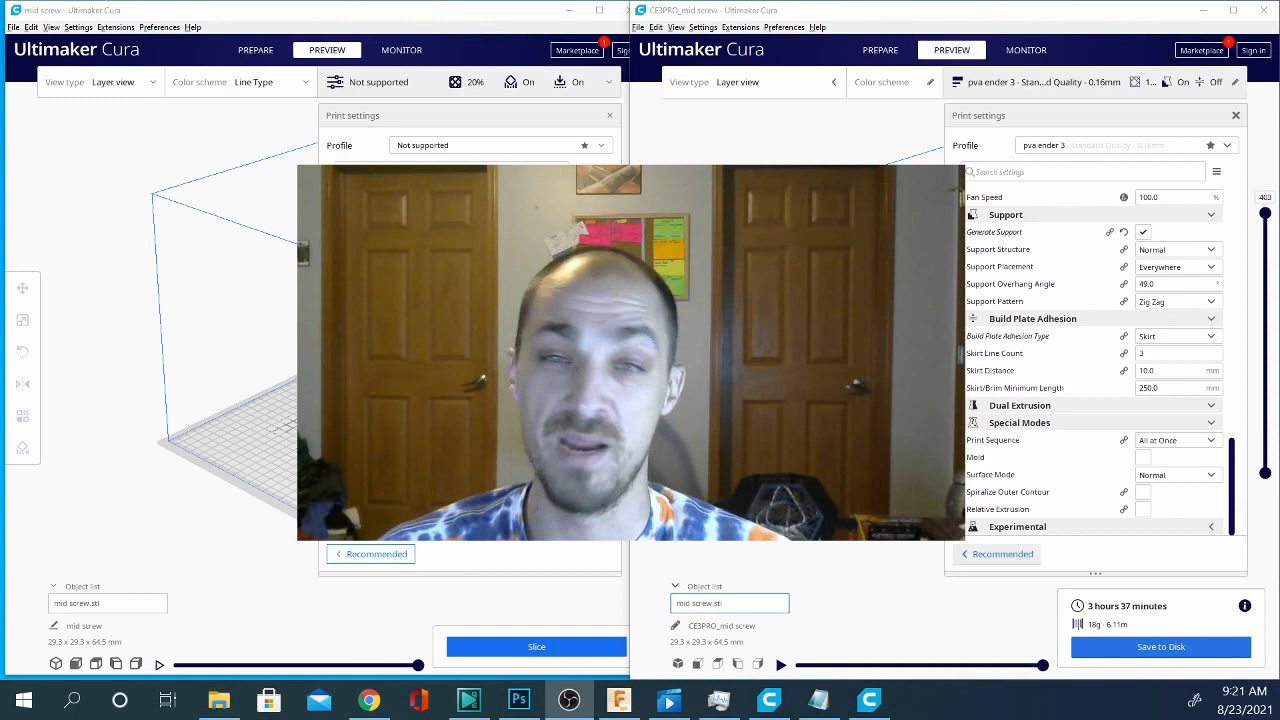 mid screw - Ultimaker Cura
File Edit View Settings Extensions Preferences Help
Ultimaker Cura
PREPARE
PREVIEW
MONITOR
Marketplace
1
View type Layer view
Color scheme Line Type
Not supported
20%
On
On
Print settings
Profile
Not supported
Recommended
Object list
mid screw.stl
mid screw
29.3 x 29.3 x 64.5 mm
Slice
CE3PRO_mid screw - Ultimaker Cura
File Edit View Settings Extensions Preferences Help
Ultimaker Cura
PREPARE
PREVIEW
MONITOR
Marketplace
1
Sign in
View type Layer view
Color scheme
pva ender 3 - Stan...d Quality - 0.16mm
1...
On
Off
Print settings
Profile
pva ender 3 - Standard Quality - 0.16mm
Search settings
Fan Speed 100.0 %
Support
Generate Support
Support Structure Normal
Support Placement Everywhere
Support Overhang Angle 49.0 °
Support Pattern Zig Zag
Build Plate Adhesion
Build Plate Adhesion Type Skirt
Skirt Line Count 3
Skirt Distance 10.0 mm
Skirt/Brim Minimum Length 250.0 mm
Dual Extrusion
Special Modes
Print Sequence All at Once
Mold
Surface Mode Normal
Spiralize Outer Contour
Relative Extrusion
Experimental
Recommended
403
Object list
mid screw.stl
CE3PRO_mid screw
29.3 x 29.3 x 64.5 mm
3 hours 37 minutes
18g · 6.11m
Save to Disk
9:21 AM
8/23/2021